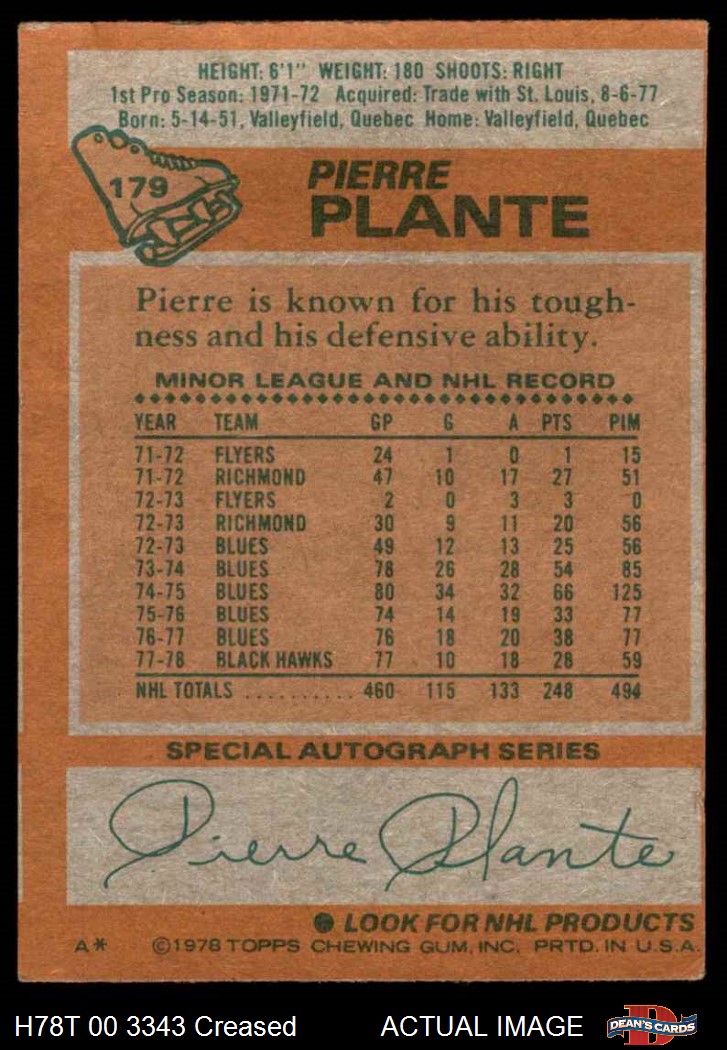 HEIGHT: 6'1" WEIGHT: 180 SHOOTS: RIGHT
1st Pro Season: 1971-72 Acquired: Trade with St. Louis, 8-6-77
Born: 5-14-51, Valleyfield, Quebec Home: Valleyfield, Quebec
179
PIERRE
PLANTE
Pierre is known for his tough-
ness and his defensive ability.
MINOR LEAGUE AND NHL RECORD
YEAR TEAM GP G A PTS PIM
71-72 FLYERS 24 1 0 1 15
71-72 RICHMOND 47 10 17 27 51
72-73 FLYERS 2 0 3 3 0
72-73 RICHMOND 30 9 11 20 56
72-73 BLUES 49 12 13 25 56
73-74 BLUES 78 26 28 54 85
74-75 BLUES 80 34 32 66 125
75-76 BLUES 74 14 19 33 77
76-77 BLUES 76 18 20 38 77
77-78 BLACK HAWKS 77 10 18 28 59
NHL TOTALS .......... 460 115 133 248 494
SPECIAL AUTOGRAPH SERIES
Pierre Plante
LOOK FOR NHL PRODUCTS
A* ©1978 TOPPS CHEWING GUM, INC. PRTD. IN U.S.A.
H78T 00 3343 Creased ACTUAL IMAGE
D
DEAN'S CARDS